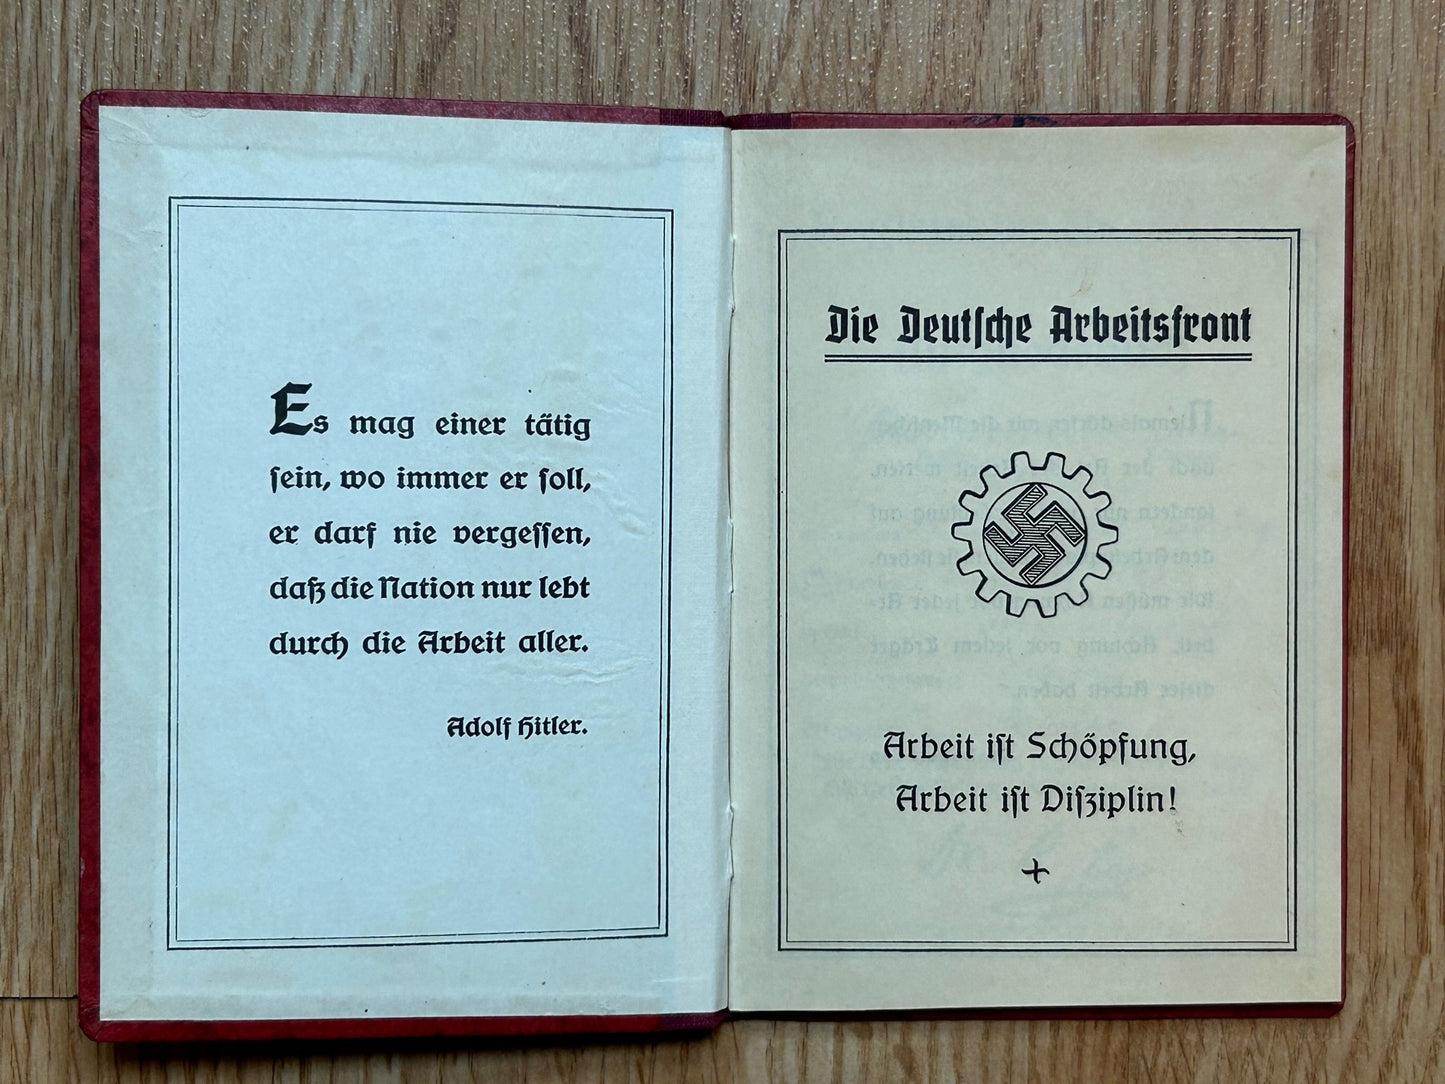 Es mag einer tätig
ſein, wo immer er ſoll,
er darf nie vergeſſen,
daß die Nation nur lebt
durch die Arbeit aller.
Adolf Hitler.
Die Deutſche Arbeitsfront
Arbeit iſt Schöpfung,
Arbeit iſt Diſziplin!